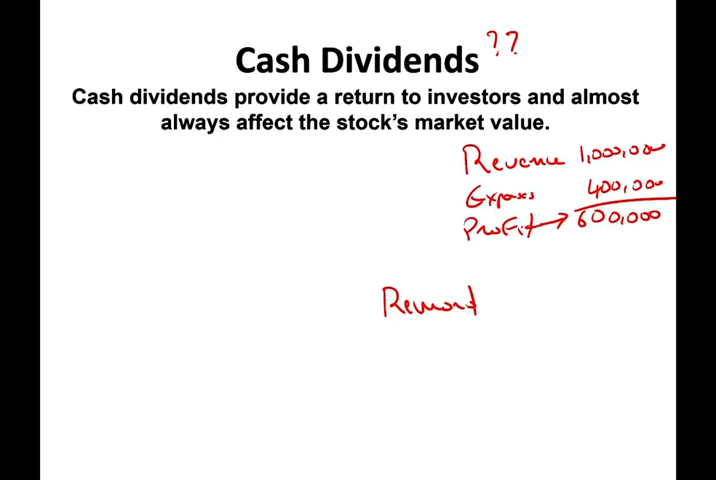 Cash Dividends ??
Cash dividends provide a return to investors and almost
always affect the stock's market value.
Revenue 1,000,000
Expenses 400,000
Profit → 600,000